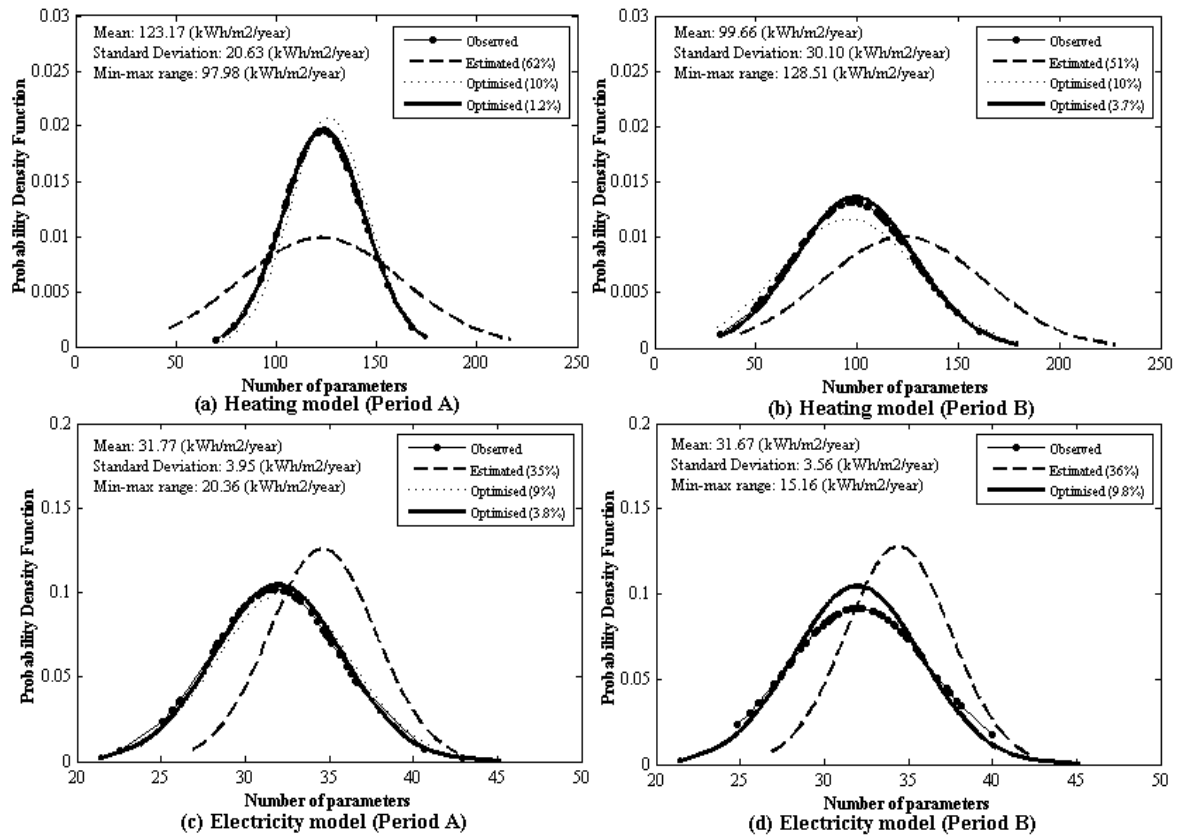 0.03
0.025
0.02
0.015
0.01
0.005
0
Probability Density Function
Mean: 123.17 (kWh/m2/year)
Standard Deviation: 20.63 (kWh/m2/year)
Min-max range: 97.98 (kWh/m2/year)
Observed
Estimated (62%)
Optimised (10%)
Optimised (1.2%)
50
100
150
200
250
Number of parameters
(a) Heating model (Period A)
0.03
0.025
0.02
0.015
0.01
0.005
0
Probability Density Function
Mean: 99.66 (kWh/m2/year)
Standard Deviation: 30.10 (kWh/m2/year)
Min-max range: 128.51 (kWh/m2/year)
Observed
Estimated (51%)
Optimised (10%)
Optimised (3.7%)
0
50
100
150
200
250
Number of parameters
(b) Heating model (Period B)
0.2
0.15
0.1
0.05
0
Probability Density Function
Mean: 31.77 (kWh/m2/year)
Standard Deviation: 3.95 (kWh/m2/year)
Min-max range: 20.36 (kWh/m2/year)
Observed
Estimated (35%)
Optimised (9%)
Optimised (3.8%)
20
25
30
35
40
45
50
Number of parameters
(c) Electricity model (Period A)
0.2
0.15
0.1
0.05
0
Probability Density Function
Mean: 31.67 (kWh/m2/year)
Standard Deviation: 3.56 (kWh/m2/year)
Min-max range: 15.16 (kWh/m2/year)
Observed
Estimated (36%)
Optimised (9.8%)
20
25
30
35
40
45
50
Number of parameters
(d) Electricity model (Period B)